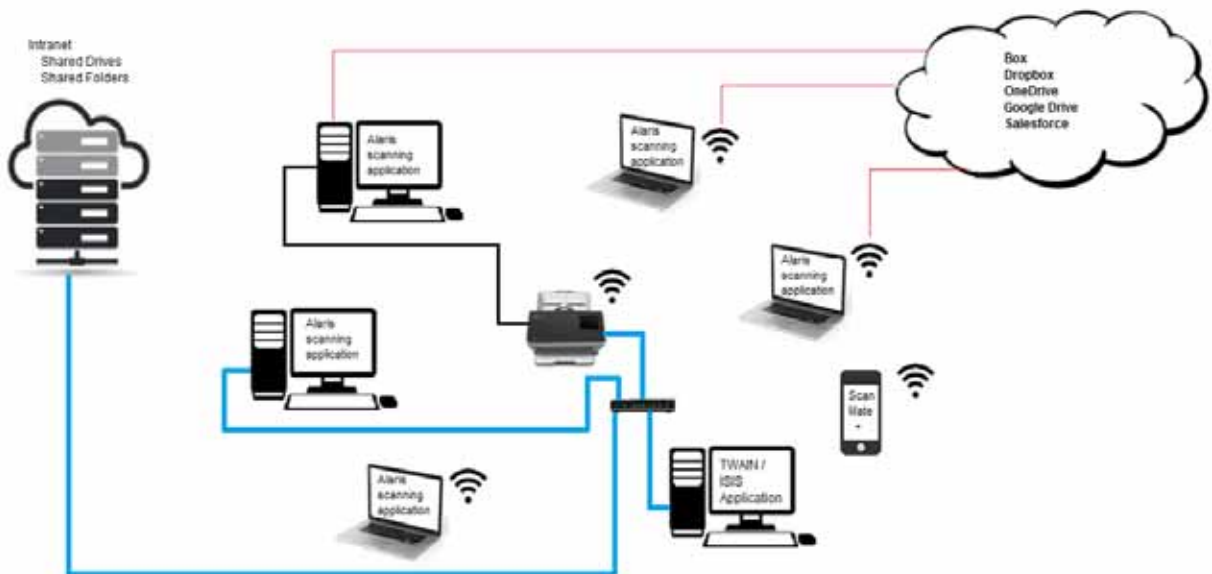 Intranet
Shared Drives
Shared Folders
Box
Dropbox
OneDrive
Google Drive
Salesforce
Alaris
scanning
application
Alaris
scanning
application
Alaris
scanning
application
Alaris
scanning
application
Scan
Mate
+
Alaris
scanning
application
TWAIN /
ISIS
Application